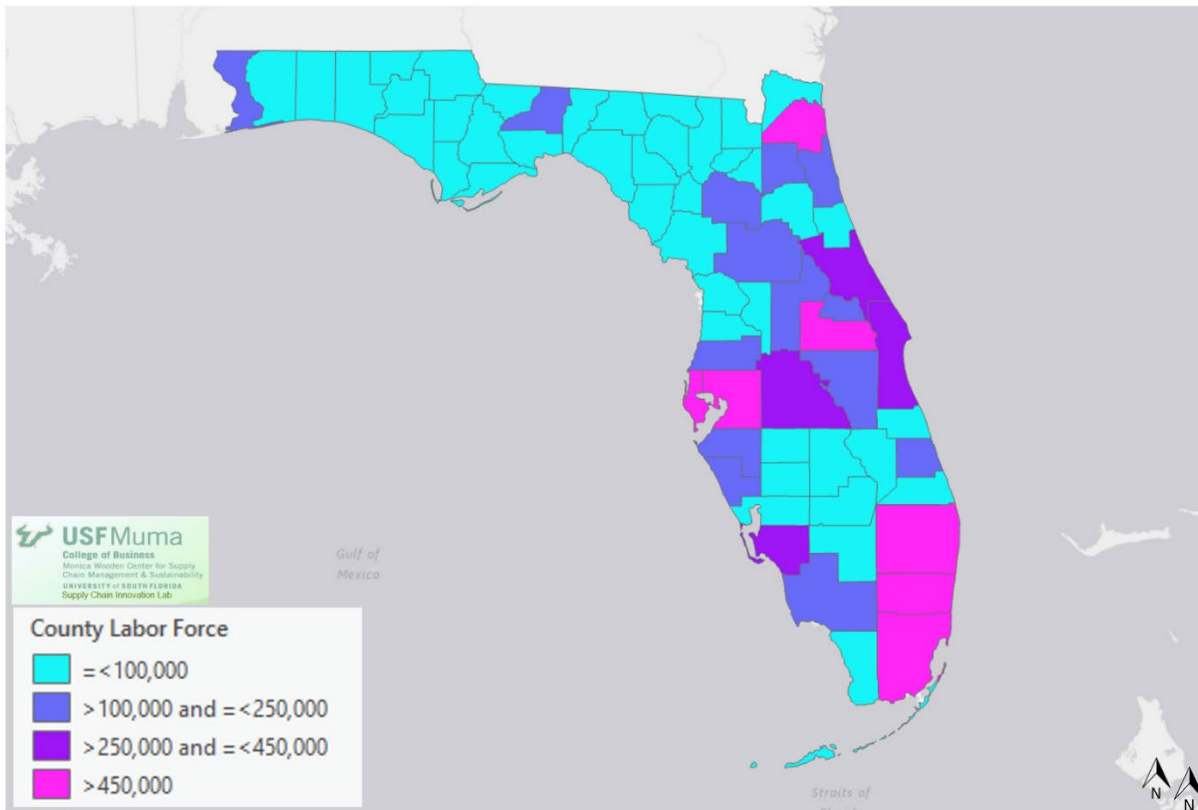 USF Muma
College of Business
Monica Wooden Center for Supply
Chain Management & Sustainability
UNIVERSITY of SOUTH FLORIDA
Supply Chain Innovation Lab
Gulf of
Mexico
County Labor Force
=<100,000
>100,000 and =<250,000
>250,000 and =<450,000
>450,000
Straits of
N
N